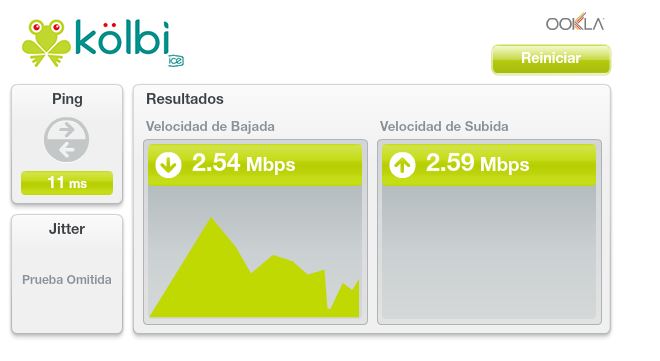 kölbi
ice
OOKLA
Reiniciar
Ping
11 ms
Jitter
Prueba Omitida
Resultados
Velocidad de Bajada
2.54 Mbps
Velocidad de Subida
2.59 Mbps